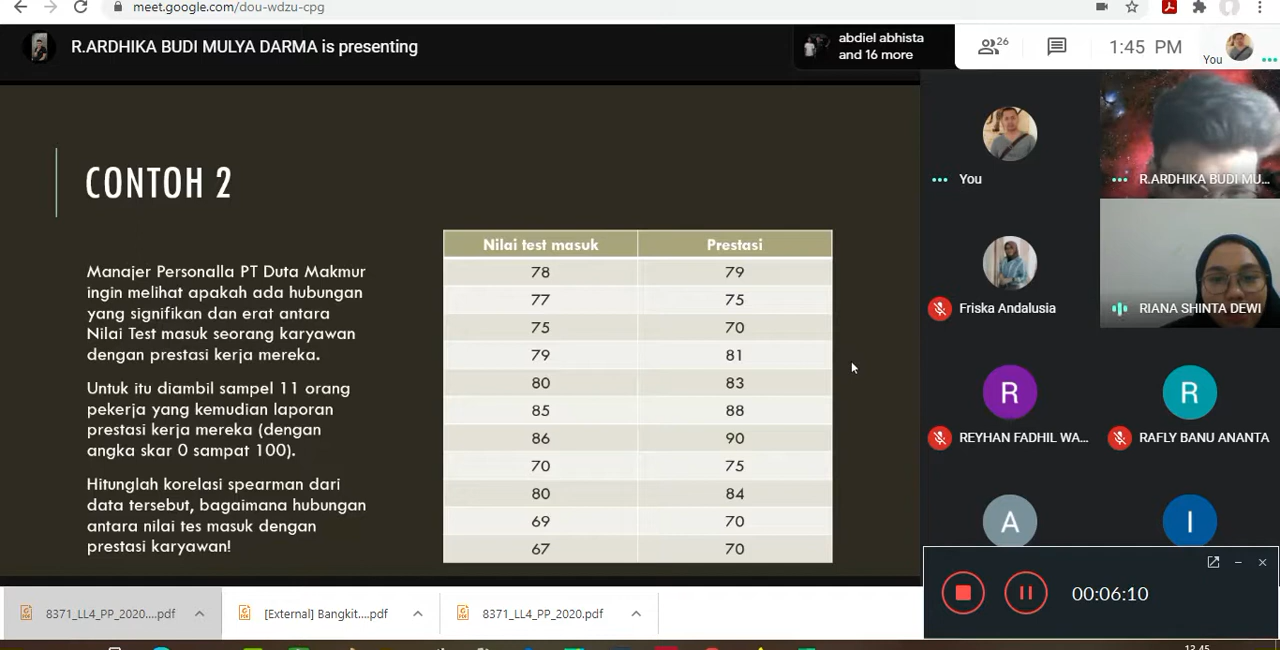 meet.google.com/dou-wdzu-cpg
R.ARDHIKA BUDI MULYA DARMA is presenting
abdiel abhista
and 16 more
26
1:45 PM
You
CONTOH 2
Manajer Personalla PT Duta Makmur
ingin melihat apakah ada hubungan
yang signifikan dan erat antara
Nilai Test masuk seorang karyawan
dengan prestasi kerja mereka.
Untuk itu diambil sampel 11 orang
pekerja yang kemudian laporan
prestasi kerja mereka (dengan
angka skar 0 sampat 100).
Hitunglah korelasi spearman dari
data tersebut, bagaimana hubungan
antara nilai tes masuk dengan
prestasi karyawan!
Nilai test masuk Prestasi
78 79
77 75
75 70
79 81
80 83
85 88
86 90
70 75
80 84
69 70
67 70
You
R.ARDHIKA BUDI MU...
Friska Andalusia
RIANA SHINTA DEWI
R
REYHAN FADHIL WA...
R
RAFLY BANU ANANTA
A
I
00:06:10
8371_LL4_PP_2020....pdf
[External] Bangkit....pdf
8371_LL4_PP_2020.pdf
13.45